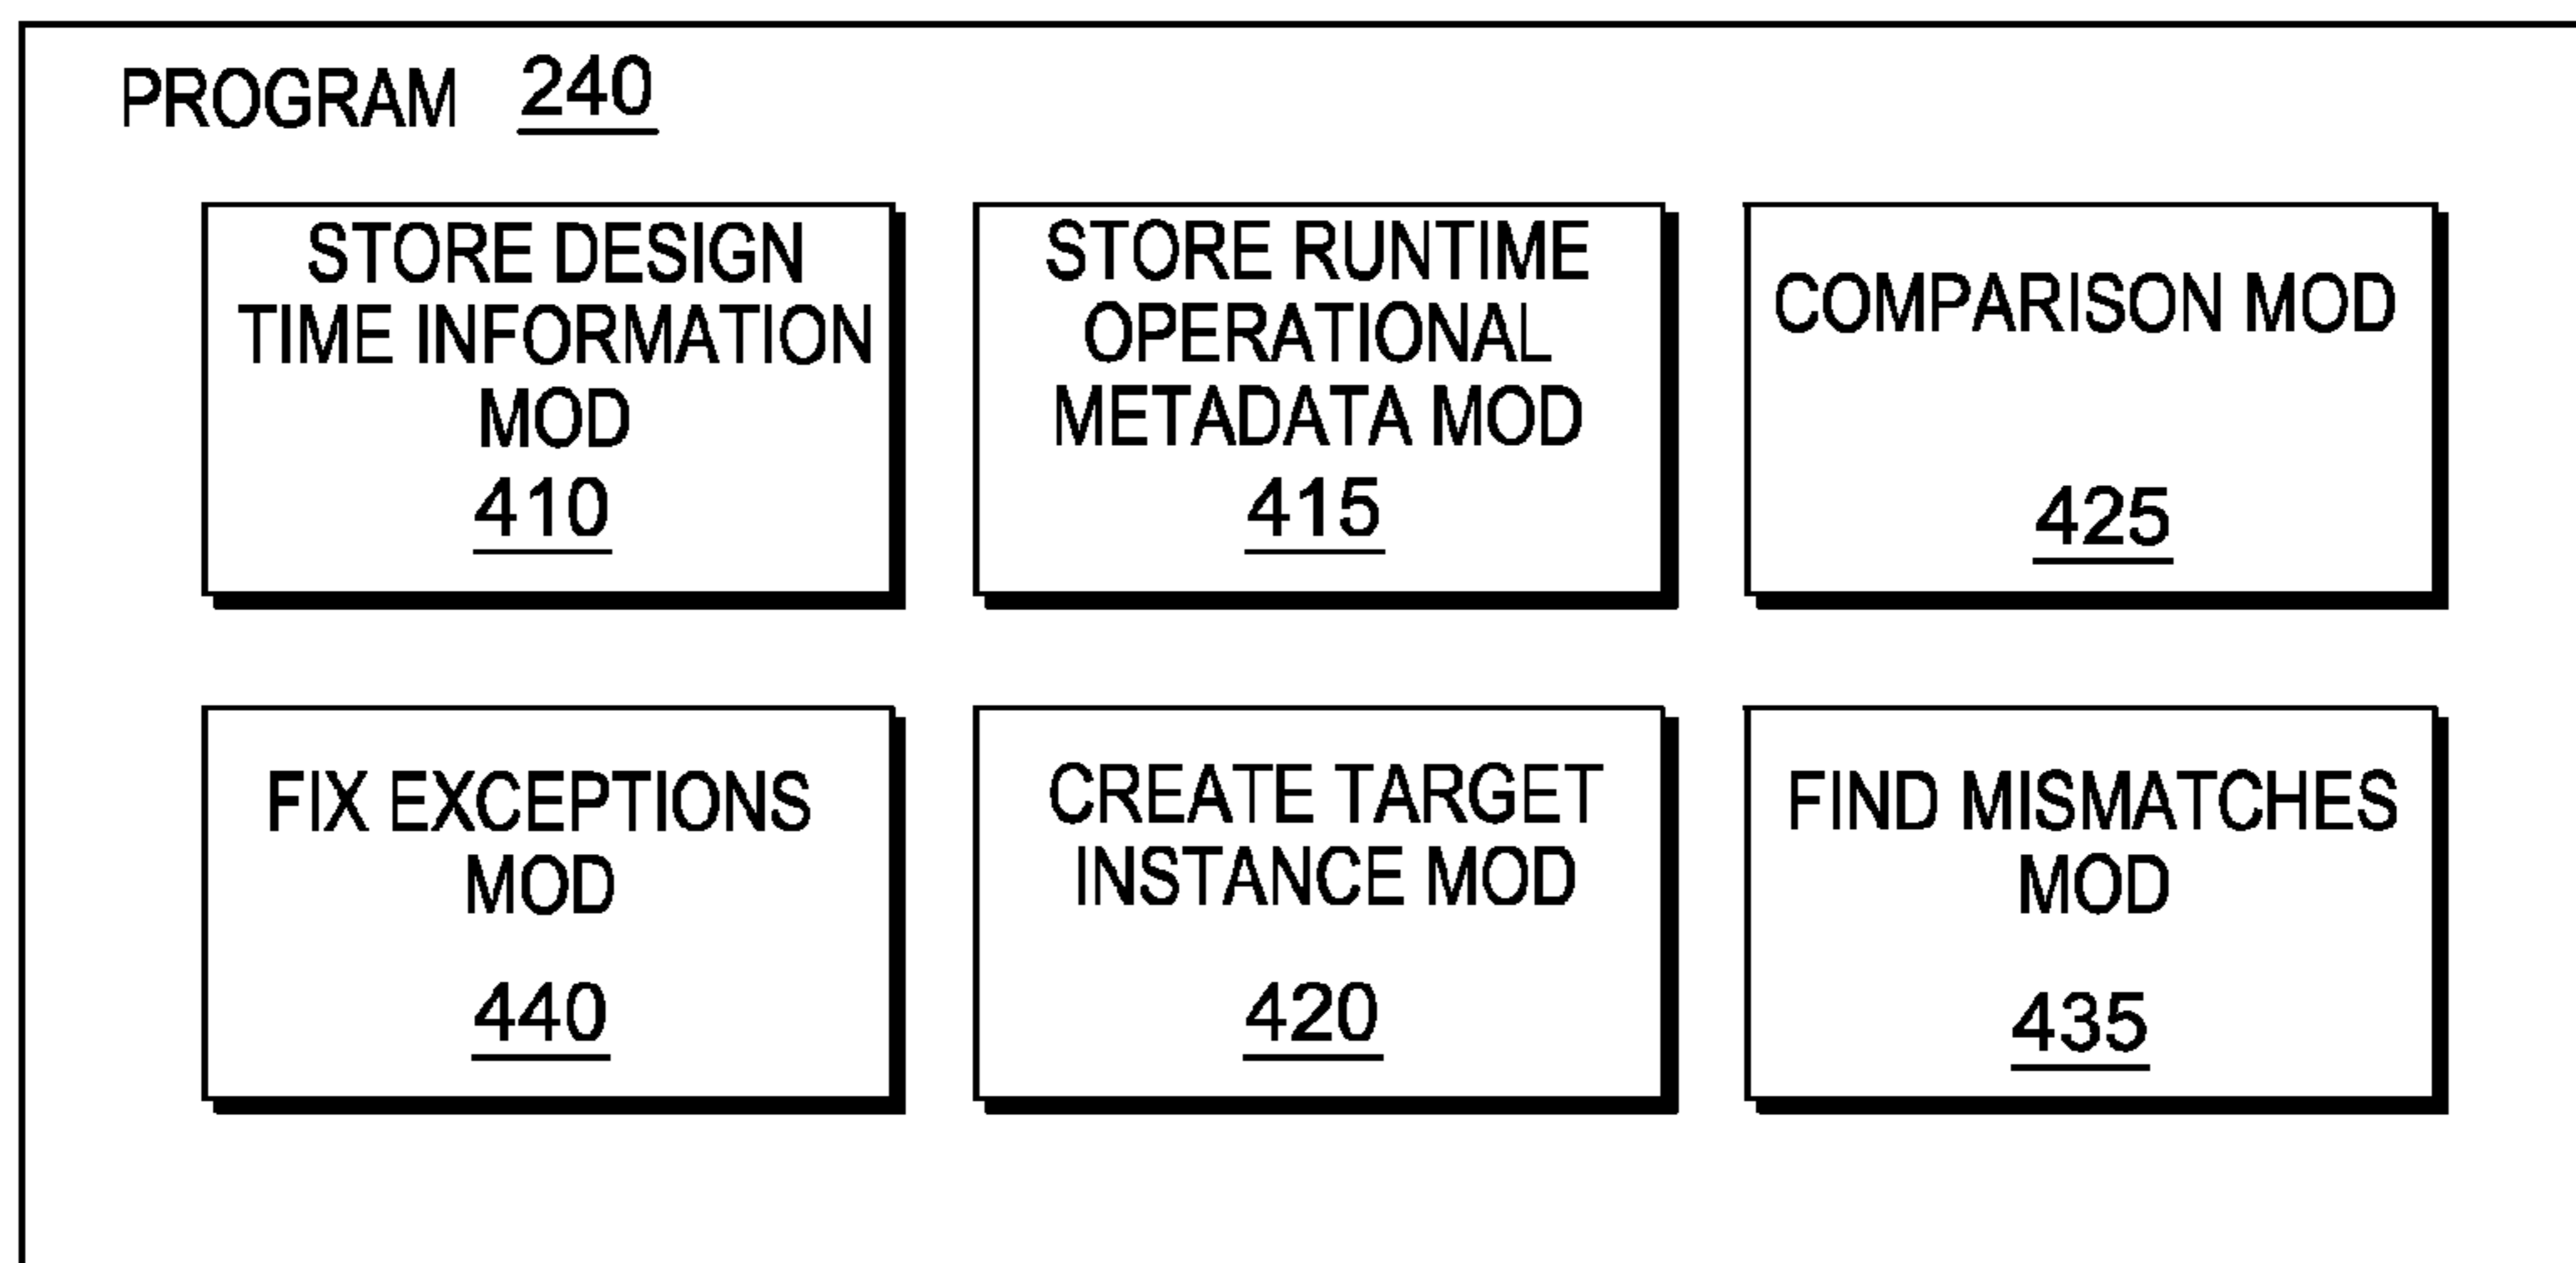 PROGRAM 240
STORE DESIGN
TIME INFORMATION
MOD
410
STORE RUNTIME
OPERATIONAL
METADATA MOD
415
COMPARISON MOD
425
FIX EXCEPTIONS
MOD
440
CREATE TARGET
INSTANCE MOD
420
FIND MISMATCHES
MOD
435